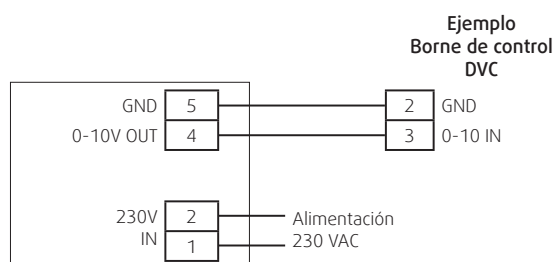 Ejemplo
Borne de control
DVC
GND 5 2 GND
0-10V OUT 4 3 0-10 IN
230V 2 Alimentación
IN 1 230 VAC